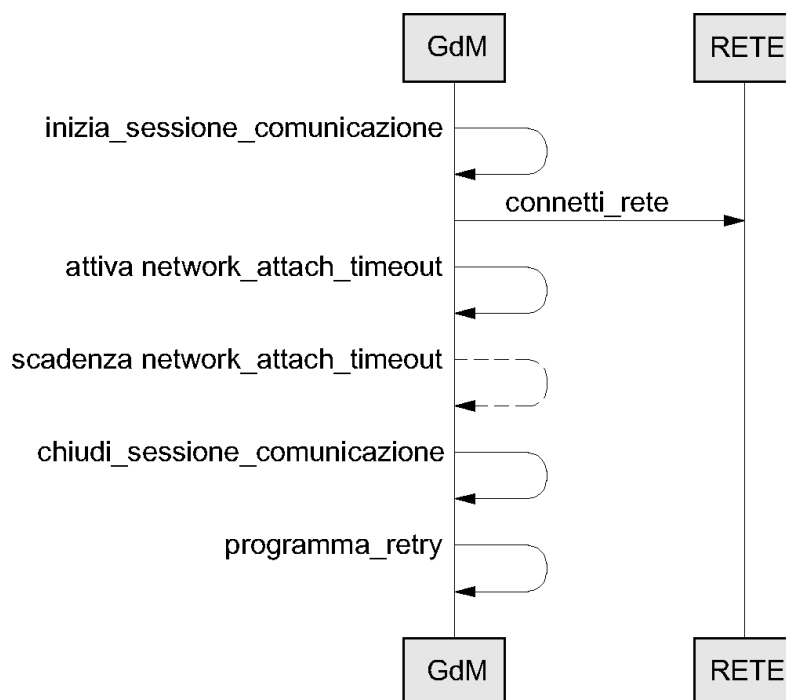 GdM RETE
inizia_sessione_comunicazione
connetti_rete
attiva network_attach_timeout
scadenza network_attach_timeout
chiudi_sessione_comunicazione
programma_retry
GdM RETE